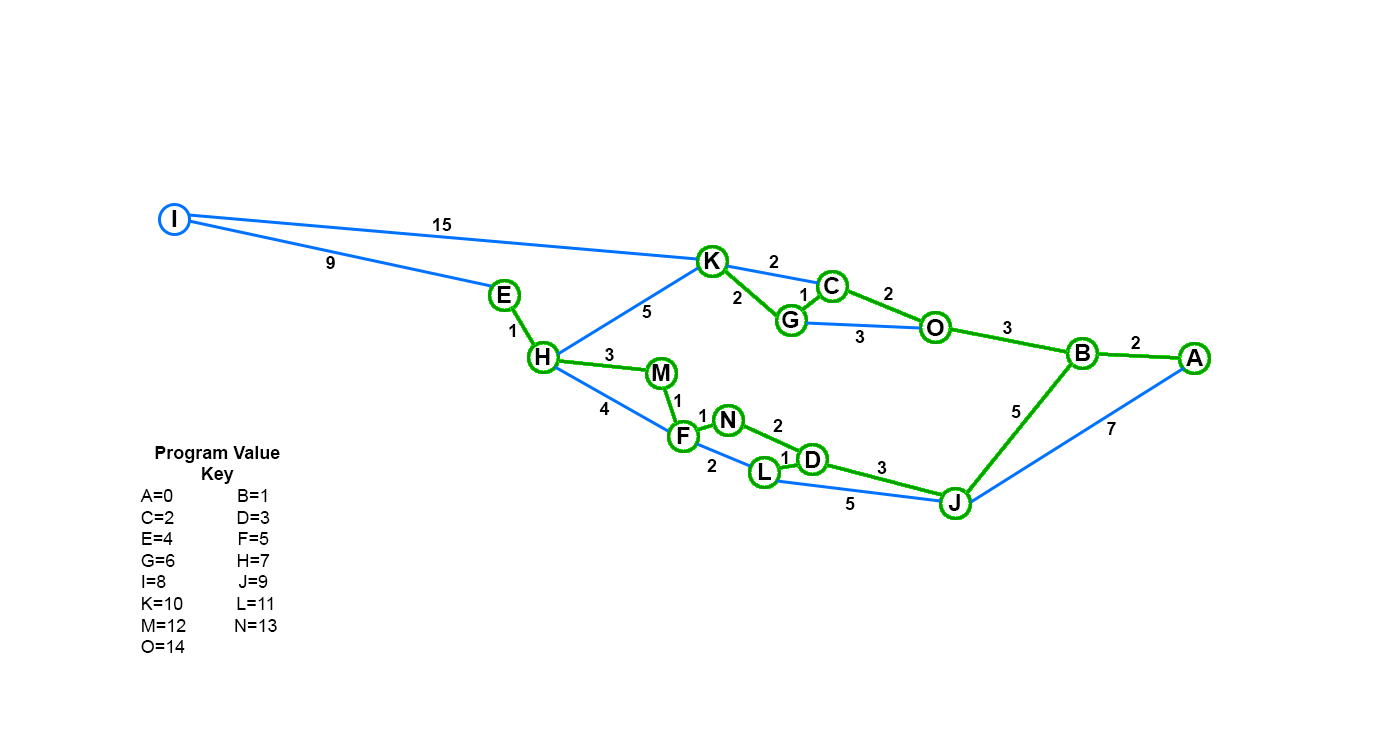 15
I
9
K
2
C
E
2
1
2
G
O
3
B
2
A
5
3
1
H
3
M
4
1
1
N
2
5
7
F
2
L
1
D
3
J
5
Program Value
Key
A=0 B=1
C=2 D=3
E=4 F=5
G=6 H=7
I=8 J=9
K=10 L=11
M=12 N=13
O=14